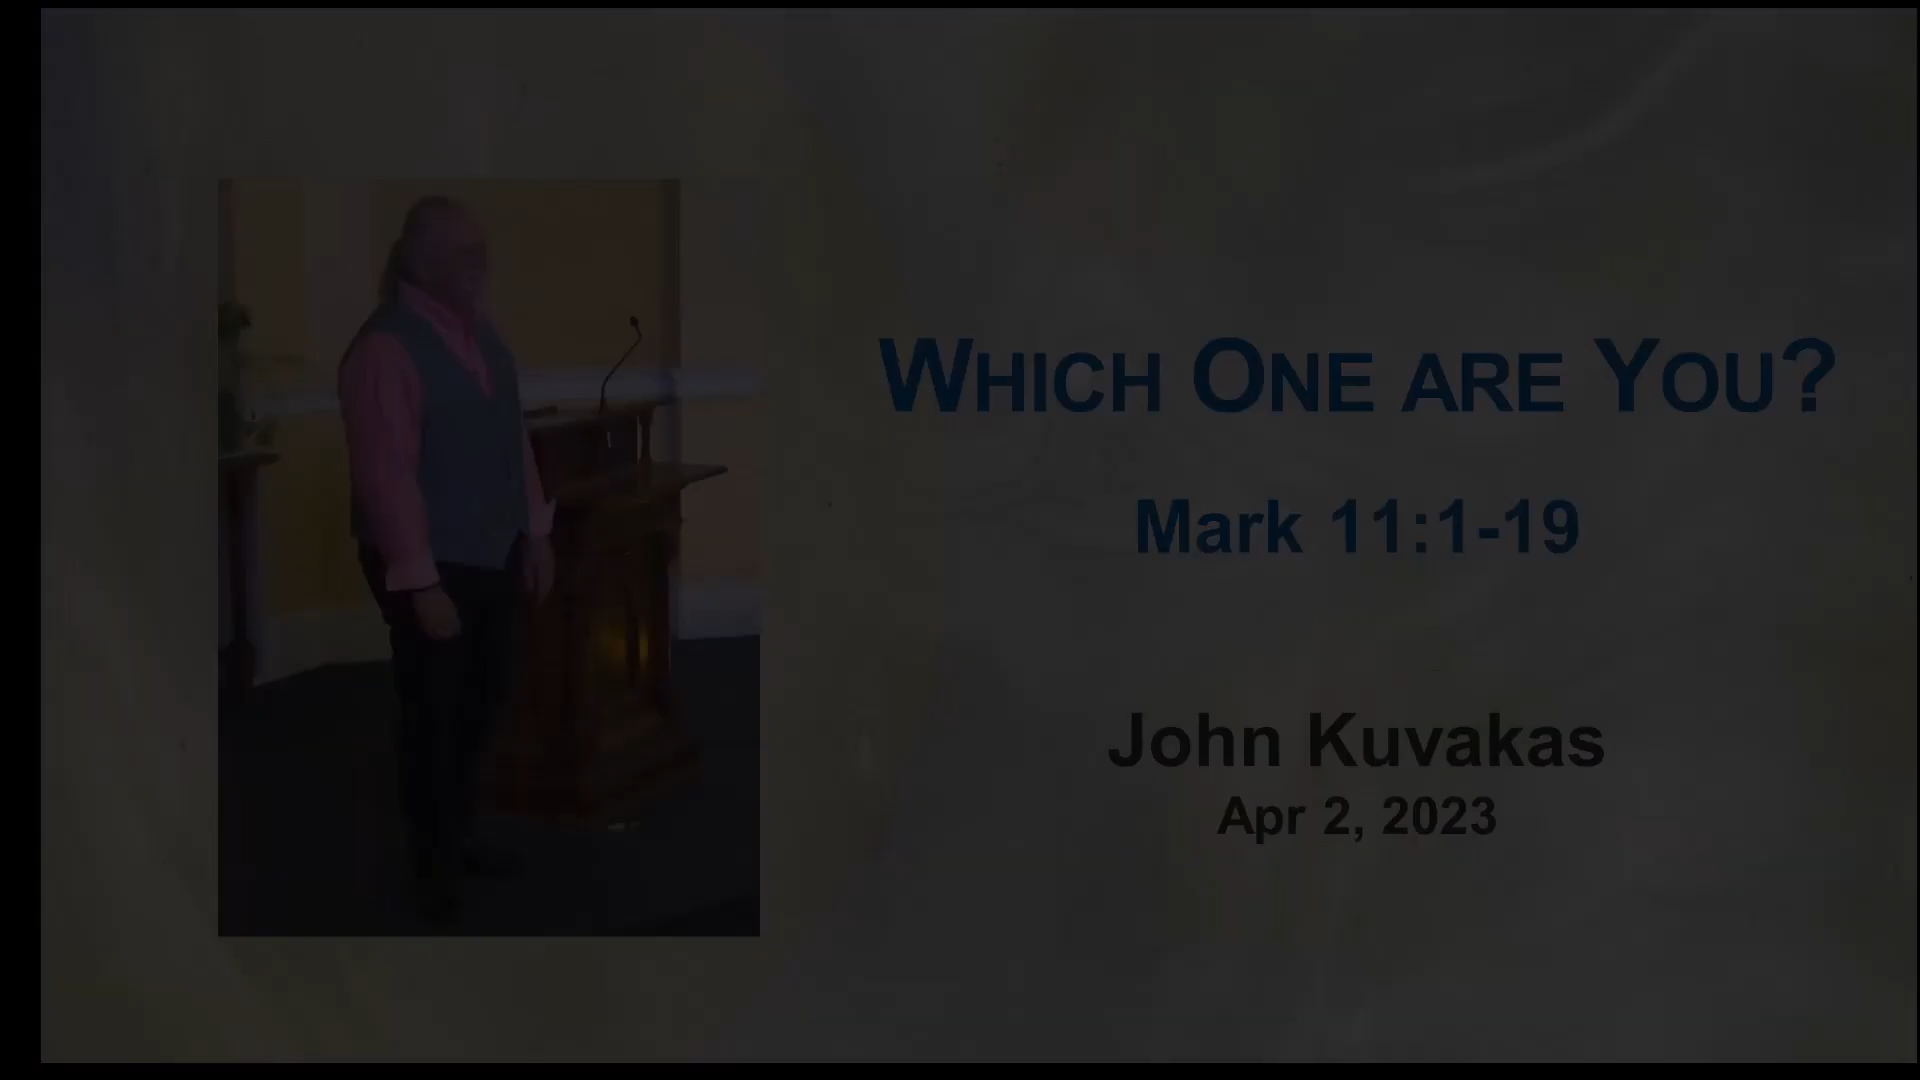 WHICH ONE ARE YOU?
Mark 11:1-19
John Kuvakas
Apr 2, 2023